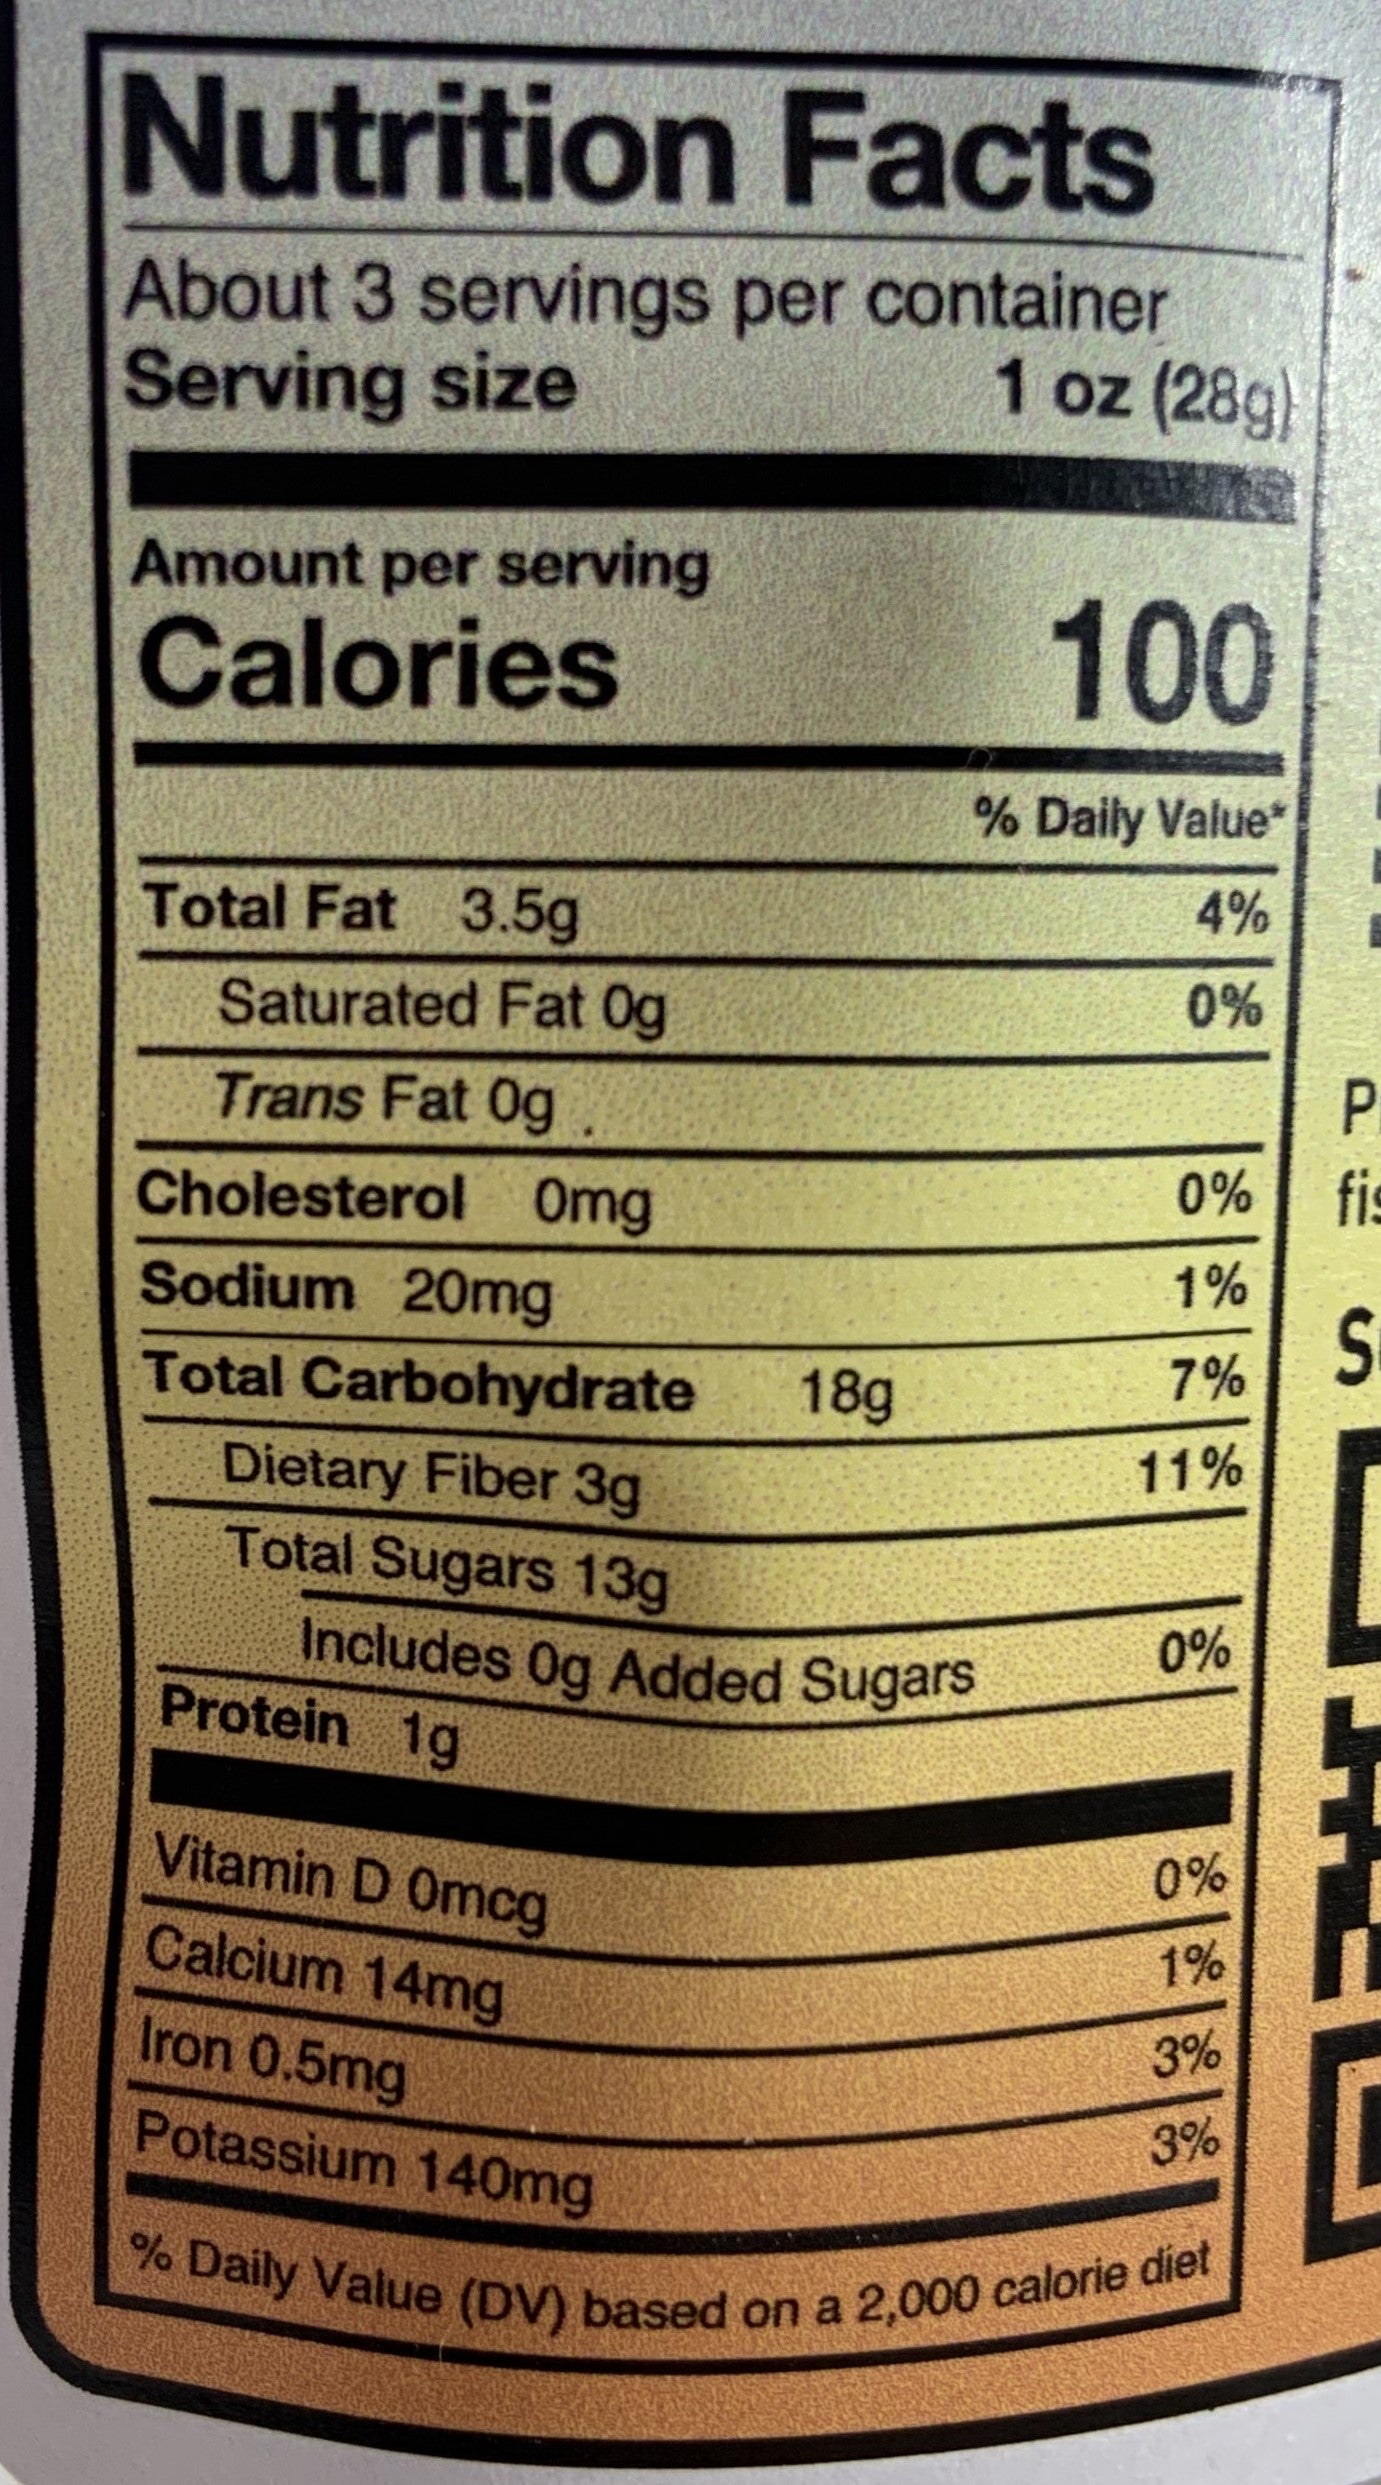 Nutrition Facts
About 3 servings per container
Serving size 1 oz (28g)
Amount per serving
Calories 100
% Daily Value*
Total Fat 3.5g 4%
Saturated Fat 0g 0%
Trans Fat 0g
Cholesterol 0mg 0%
Sodium 20mg 1%
Total Carbohydrate 18g 7%
Dietary Fiber 3g 11%
Total Sugars 13g
Includes 0g Added Sugars 0%
Protein 1g
Vitamin D 0mcg 0%
Calcium 14mg 1%
Iron 0.5mg 3%
Potassium 140mg 3%
% Daily Value (DV) based on a 2,000 calorie diet